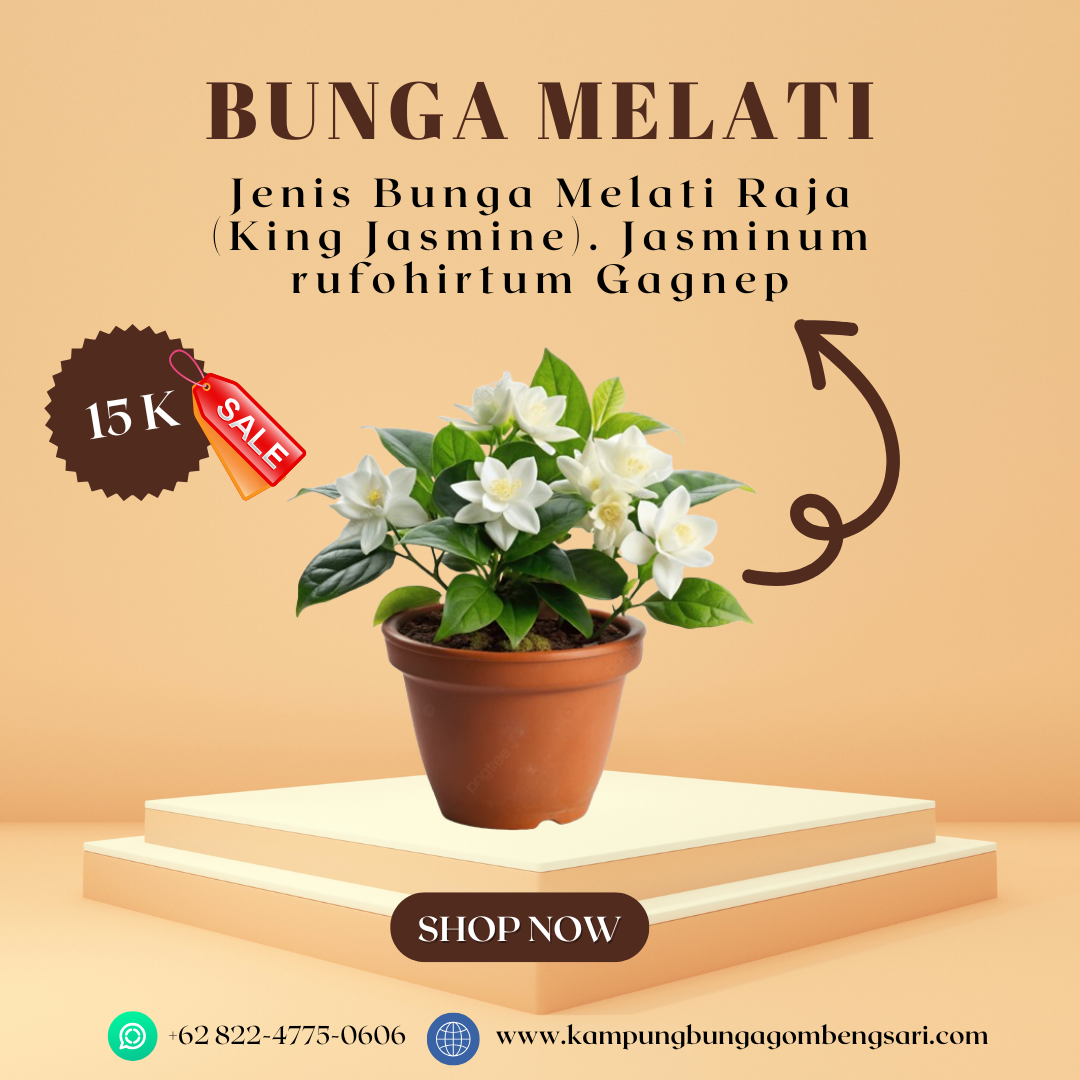 BUNGA MELATI
Jenis Bunga Melati Raja
(King Jasmine). Jasminum
rufohirtum Gagnep
15 K
SALE
SHOP NOW
+62 822-4775-0606
www.kampungbungagombengsari.com